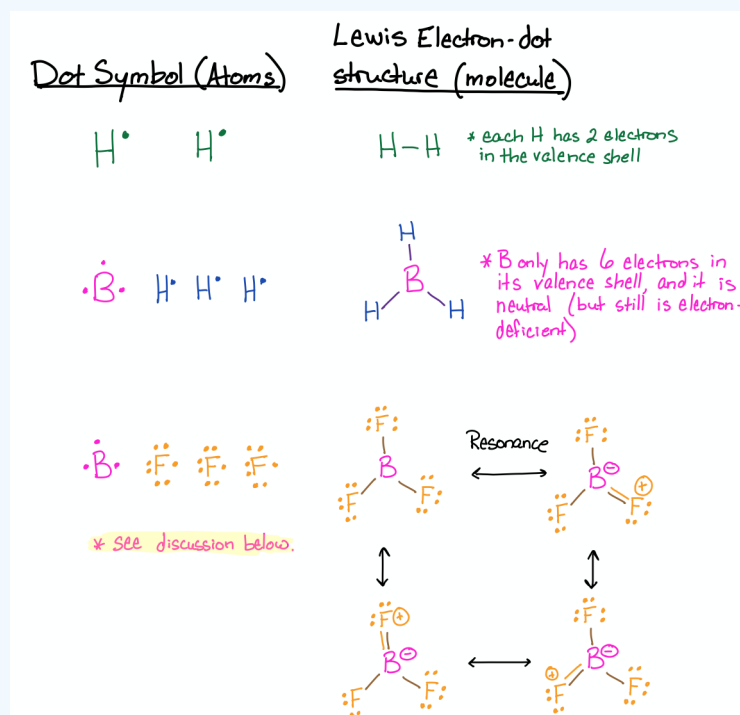 Dot Symbol (Atoms)
Lewis Electron-dot
structure (molecule)
H• H•
H-H
* each H has 2 electrons
in the valence shell
H
•Ḃ• H• H• H•
B
H H
* B only has 6 electrons in
its valence shell, and it is
neutral (but still is electron-
deficient)
•Ḃ• :F̤̈• :F̤̈• :F̤̈•
* see discussion below.
:F̈:
B
:F̤̈ F̤̈:
Resonance
:F̈:
B⊖
:F̤̈ F̤: ⊕
:F̈⊕
B⊖
:F̤̈ F̤̈:
:F̈:
B⊖
⊕ :F̤ F̤̈: